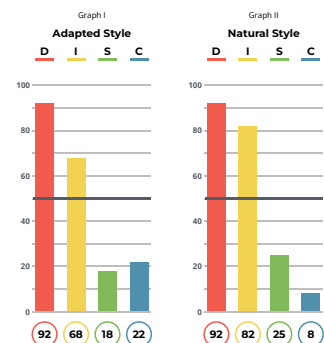 Graph I
Adapted Style
D I S C
100
80
60
40
20
0
92 68 18 22
Graph II
Natural Style
D I S C
100
80
60
40
20
0
92 82 25 8